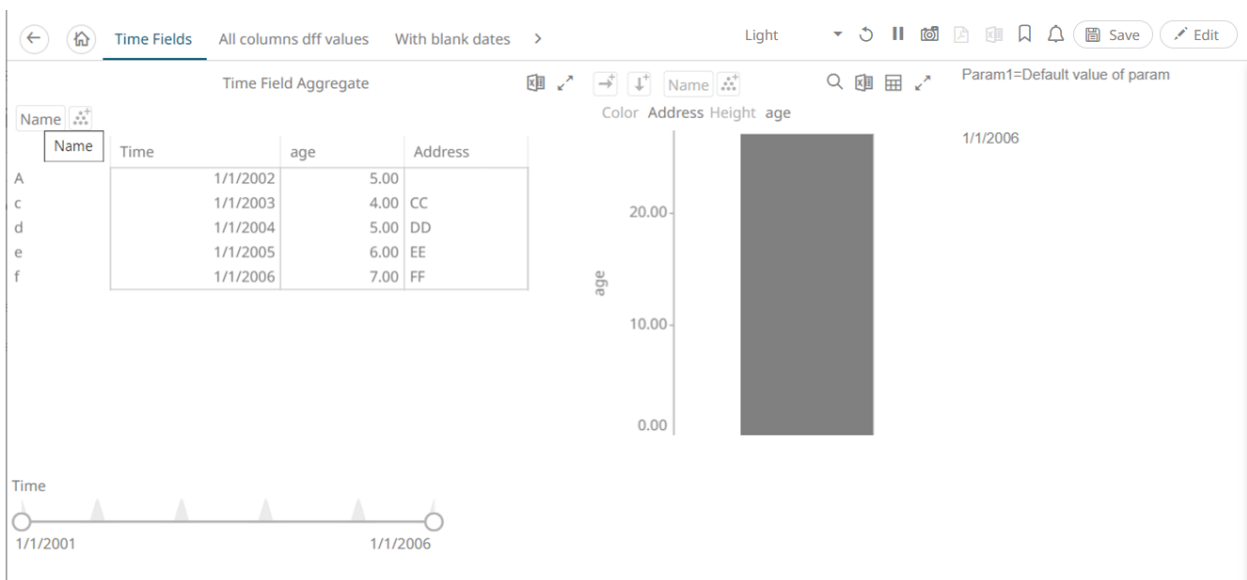 Time Fields All columns dff values With blank dates Light Save Edit
Time Field Aggregate
Name
Name
Time age Address
A 1/1/2002 5.00
c 1/1/2003 4.00 CC
d 1/1/2004 5.00 DD
e 1/1/2005 6.00 EE
f 1/1/2006 7.00 FF
Time
1/1/2001 1/1/2006
Name
Color Address Height age
20.00
age
10.00
0.00
Param1=Default value of param
1/1/2006